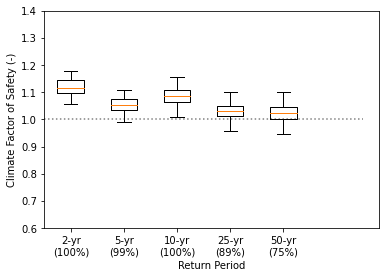 Climate Factor of Safety (-)
1.4
1.3
1.2
1.1
1.0
0.9
0.8
0.7
0.6
2-yr 5-yr 10-yr 25-yr 50-yr
(100%) (99%) (100%) (89%) (75%)
Return Period